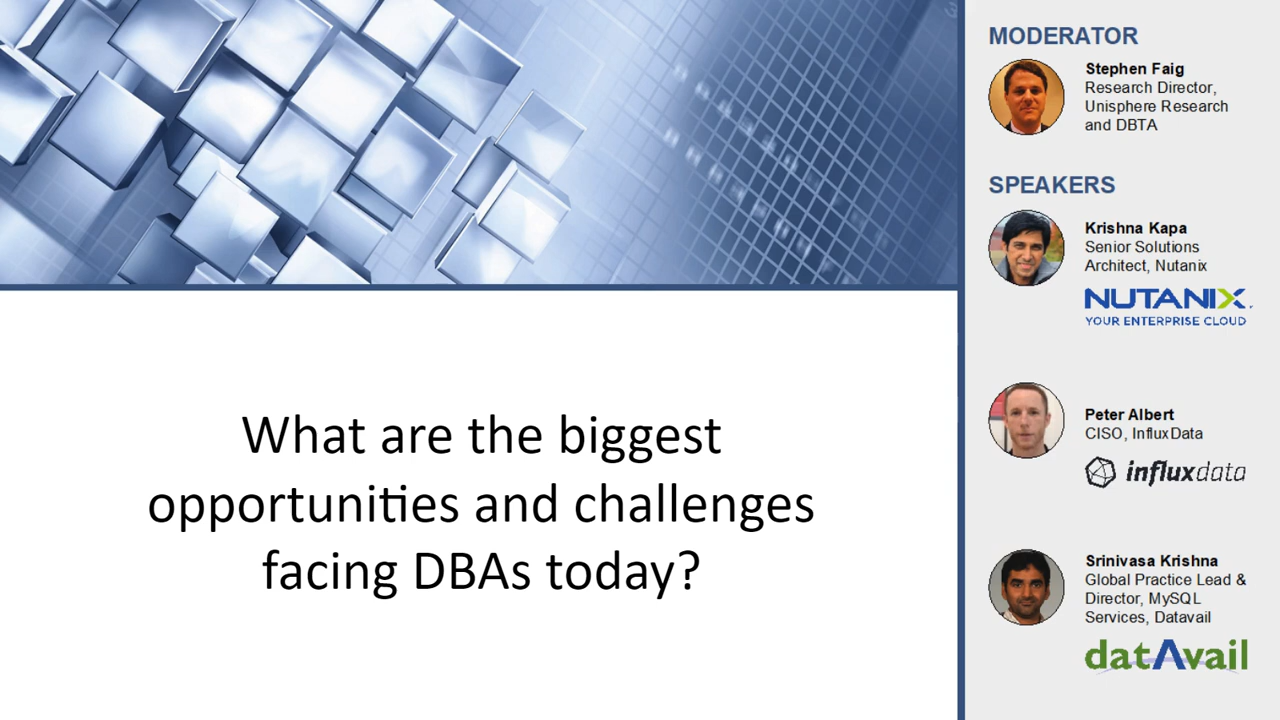 What are the biggest
opportunities and challenges
facing DBAs today?
MODERATOR
Stephen Faig
Research Director,
Unisphere Research
and DBTA
SPEAKERS
Krishna Kapa
Senior Solutions
Architect, Nutanix
NUTANIX
YOUR ENTERPRISE CLOUD
Peter Albert
CISO, InfluxData
influxdata
Srinivasa Krishna
Global Practice Lead &
Director, MySQL
Services, Datavail
datAvail